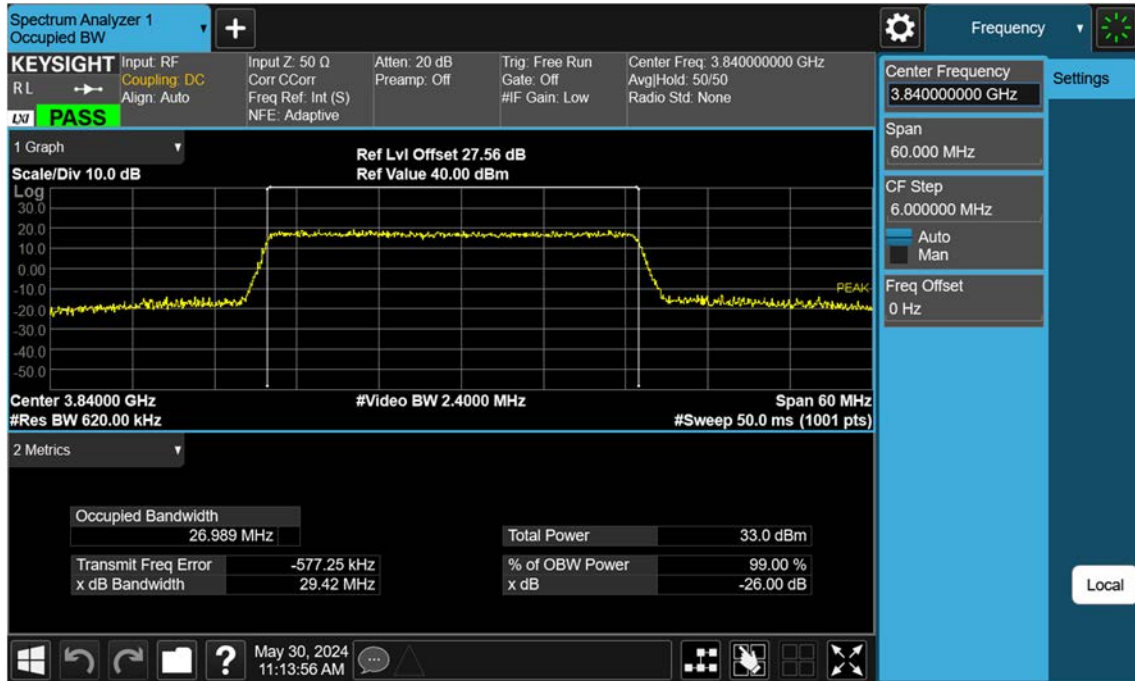 Spectrum Analyzer 1
Occupied BW
+
Frequency
KEYSIGHT
R L
LXI
PASS
Input: RF
Coupling: DC
Align: Auto
Input Z: 50 Ω
Corr CCorr
Freq Ref: Int (S)
NFE: Adaptive
Atten: 20 dB
Preamp: Off
Trig: Free Run
Gate: Off
#IF Gain: Low
Center Freq: 3.840000000 GHz
Avg|Hold: 50/50
Radio Std: None
Center Frequency
3.840000000 GHz
Settings
Span
60.000 MHz
CF Step
6.000000 MHz
Auto
Man
Freq Offset
0 Hz
Local
1 Graph
Scale/Div 10.0 dB
Ref Lvl Offset 27.56 dB
Ref Value 40.00 dBm
Log
30.0
20.0
10.0
0.00
-10.0
-20.0
-30.0
-40.0
-50.0
PEAK
Center 3.84000 GHz
#Video BW 2.4000 MHz
Span 60 MHz
#Res BW 620.00 kHz
#Sweep 50.0 ms (1001 pts)
2 Metrics
Occupied Bandwidth
26.989 MHz
Total Power 33.0 dBm
Transmit Freq Error -577.25 kHz
% of OBW Power 99.00 %
x dB Bandwidth 29.42 MHz
x dB -26.00 dB
?
May 30, 2024
11:13:56 AM